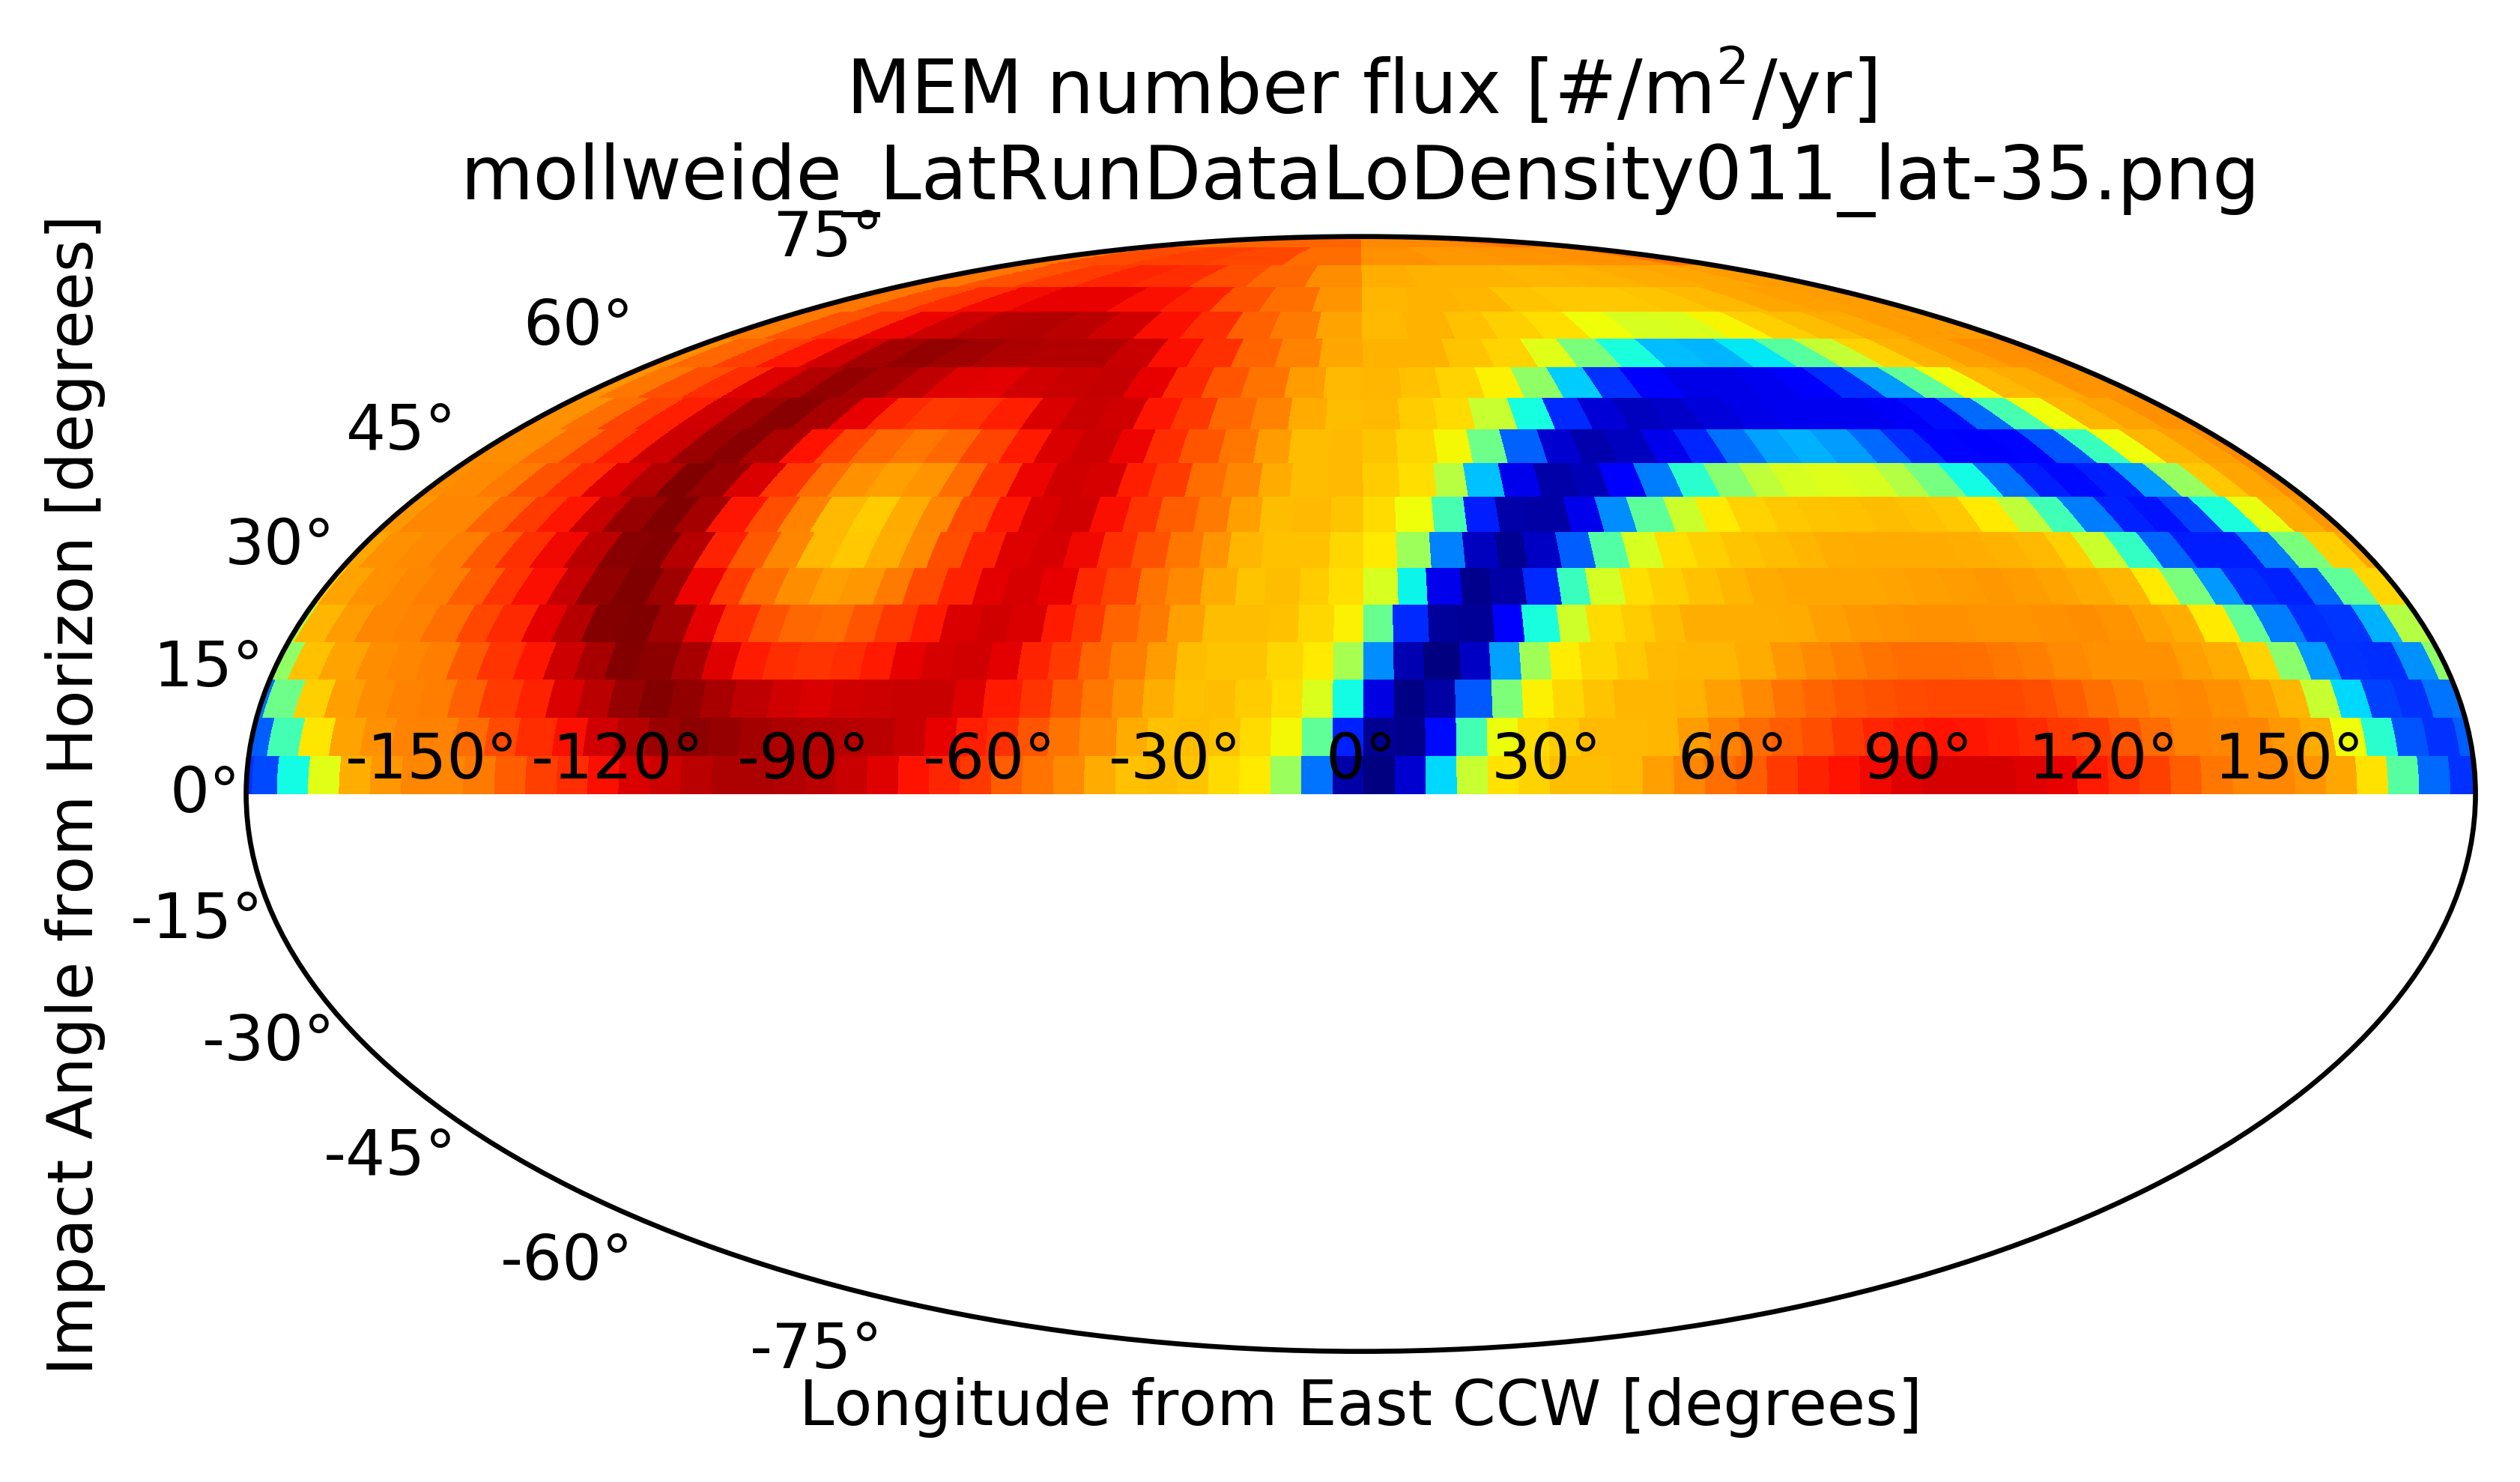 MEM number flux [#/m²/yr]
mollweide_LatRunDataLoDensity011_lat-35.png
75°
60°
45°
30°
15°
0°
-15°
-30°
-45°
-60°
-75°
-150° -120° -90° -60° -30° 0° 30° 60° 90° 120° 150°
Impact Angle from Horizon [degrees]
Longitude from East CCW [degrees]